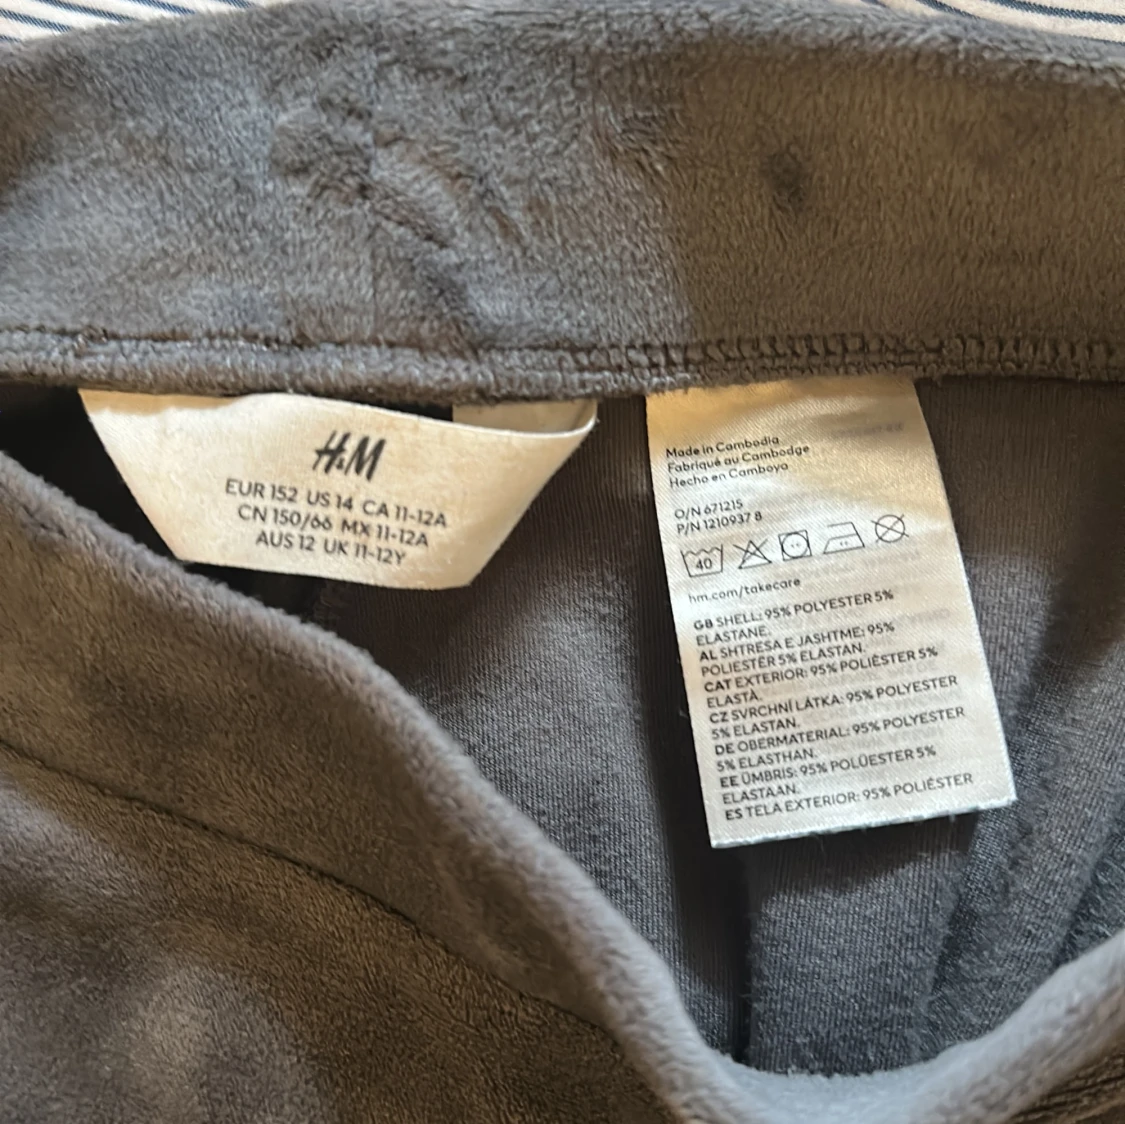 H&M
EUR 152 US 14 CA 11-12A
CN 150/66 MX 11-12A
AUS 12 UK 11-12Y
Made in Cambodia
Fabriqué au Cambodge
Hecho en Camboya
O/N 671215
P/N 1210937 8
40
hm.com/takecare
GB SHELL: 95% POLYESTER 5%
ELASTANE.
AL SHTRESA E JASHTME: 95%
POLIESTËR 5% ELASTAN.
CAT EXTERIOR: 95% POLIÈSTER 5%
ELASTÀ.
CZ SVRCHNÍ LÁTKA: 95% POLYESTER
5% ELASTAN.
DE OBERMATERIAL: 95% POLYESTER
5% ELASTHAN.
EE ÜMBRIS: 95% POLÜESTER 5%
ELASTAAN.
ES TELA EXTERIOR: 95% POLIÉSTER